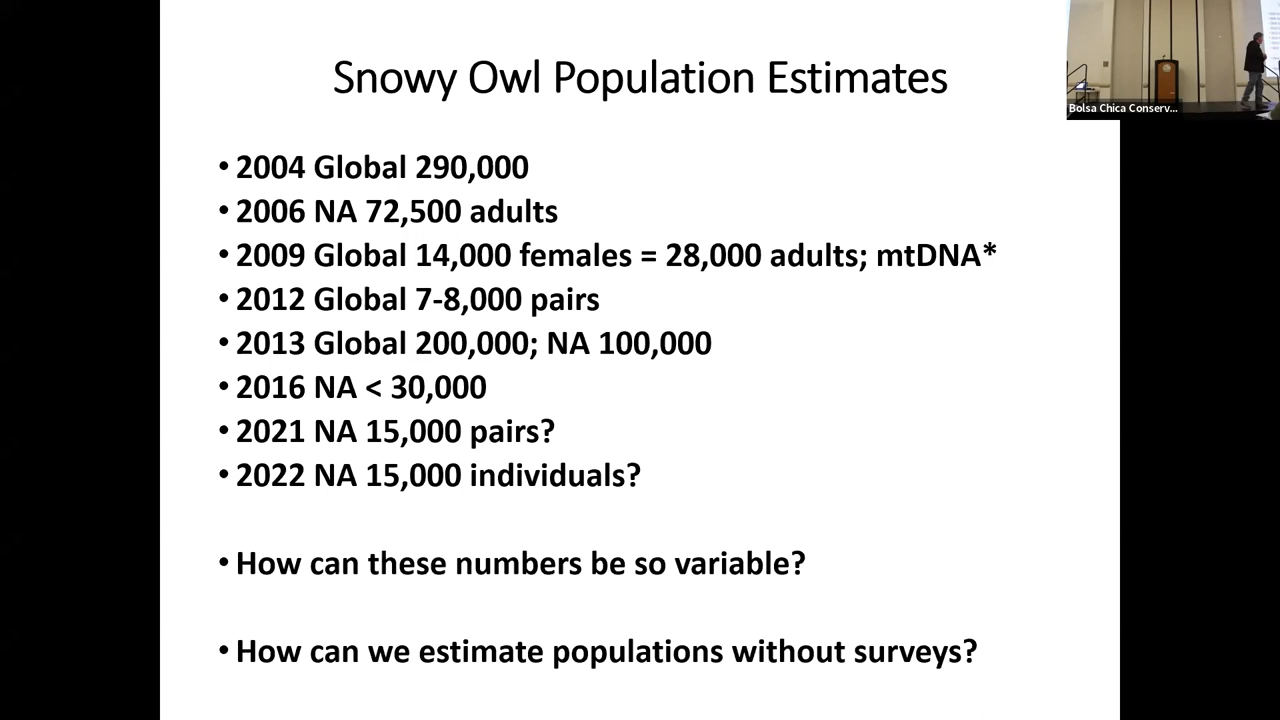 Snowy Owl Population Estimates
Bolsa Chica Conserv...
• 2004 Global 290,000
• 2006 NA 72,500 adults
• 2009 Global 14,000 females = 28,000 adults; mtDNA*
• 2012 Global 7-8,000 pairs
• 2013 Global 200,000; NA 100,000
• 2016 NA < 30,000
• 2021 NA 15,000 pairs?
• 2022 NA 15,000 individuals?
• How can these numbers be so variable?
• How can we estimate populations without surveys?